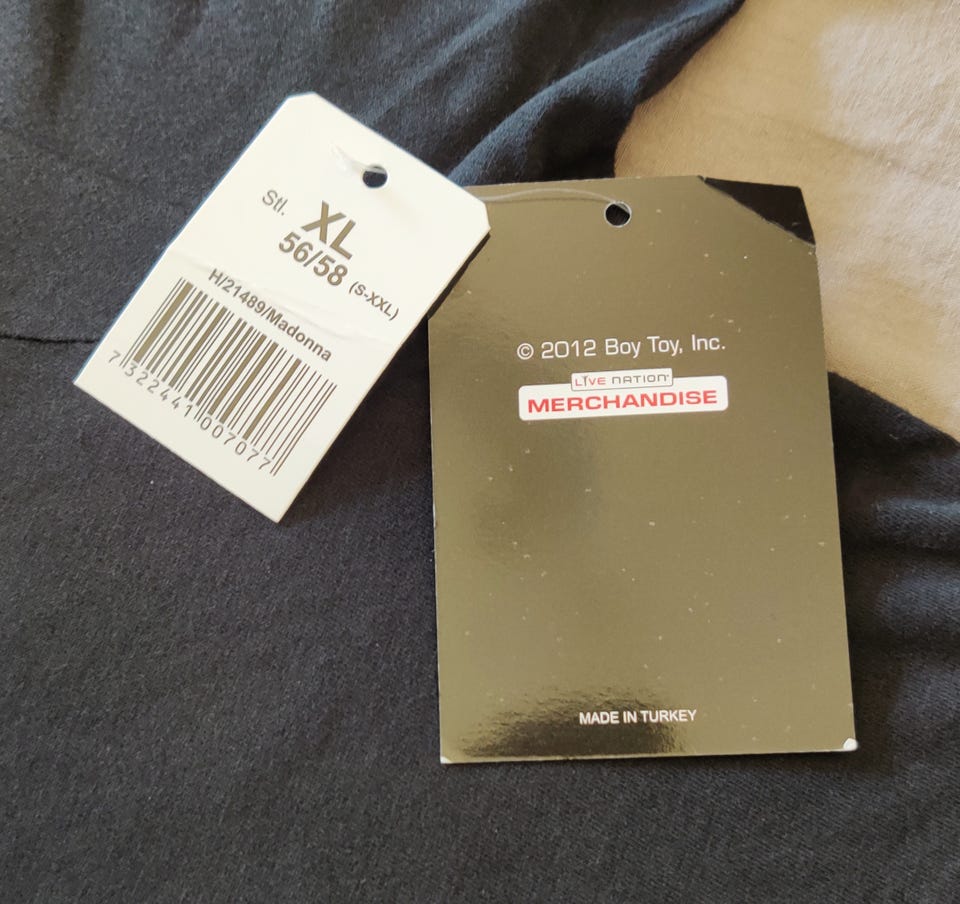 Stl. XL
56/58 (S-XXL)
H/21489/Madonna
7 322441 007077
© 2012 Boy Toy, Inc.
LIVE NATION
MERCHANDISE
MADE IN TURKEY